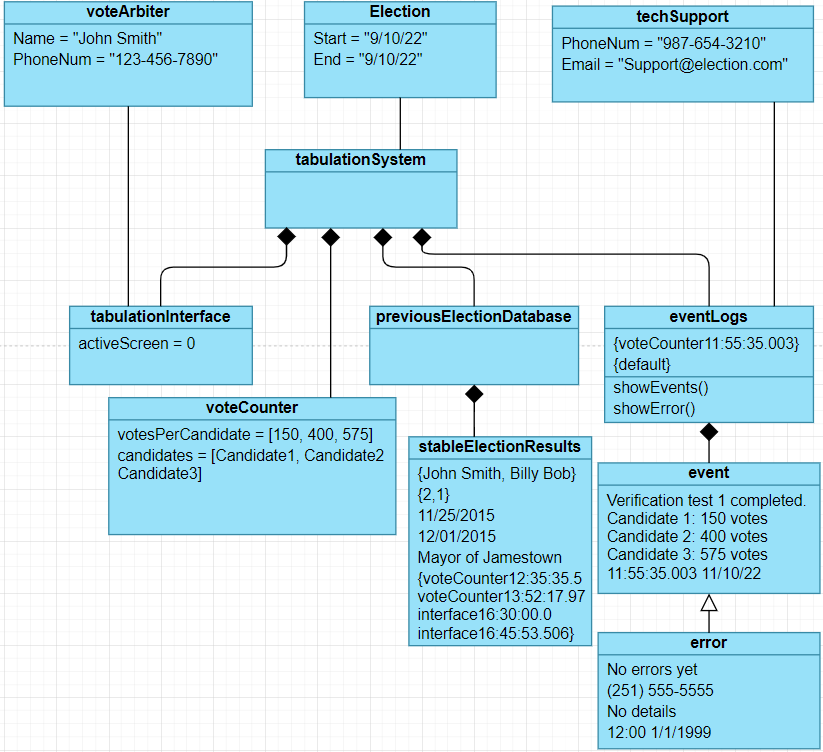 voteArbiter
Name = "John Smith"
PhoneNum = "123-456-7890"
Election
Start = "9/10/22"
End = "9/10/22"
techSupport
PhoneNum = "987-654-3210"
Email = "Support@election.com"
tabulationSystem
tabulationInterface
activeScreen = 0
previousElectionDatabase
eventLogs
{voteCounter11:55:35.003}
{default}
showEvents()
showError()
voteCounter
votesPerCandidate = [150, 400, 575]
candidates = [Candidate1, Candidate2
Candidate3]
stableElectionResults
{John Smith, Billy Bob}
{2,1}
11/25/2015
12/01/2015
Mayor of Jamestown
{voteCounter12:35:35.5
voteCounter13:52:17.97
interface16:30:00.0
interface16:45:53.506}
event
Verification test 1 completed.
Candidate 1: 150 votes
Candidate 2: 400 votes
Candidate 3: 575 votes
11:55:35.003 11/10/22
error
No errors yet
(251) 555-5555
No details
12:00 1/1/1999